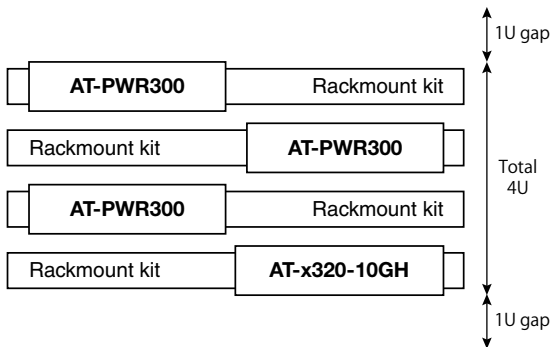 1U gap
AT-PWR300 Rackmount kit
Rackmount kit AT-PWR300
Total
4U
AT-PWR300 Rackmount kit
Rackmount kit AT-x320-10GH
1U gap